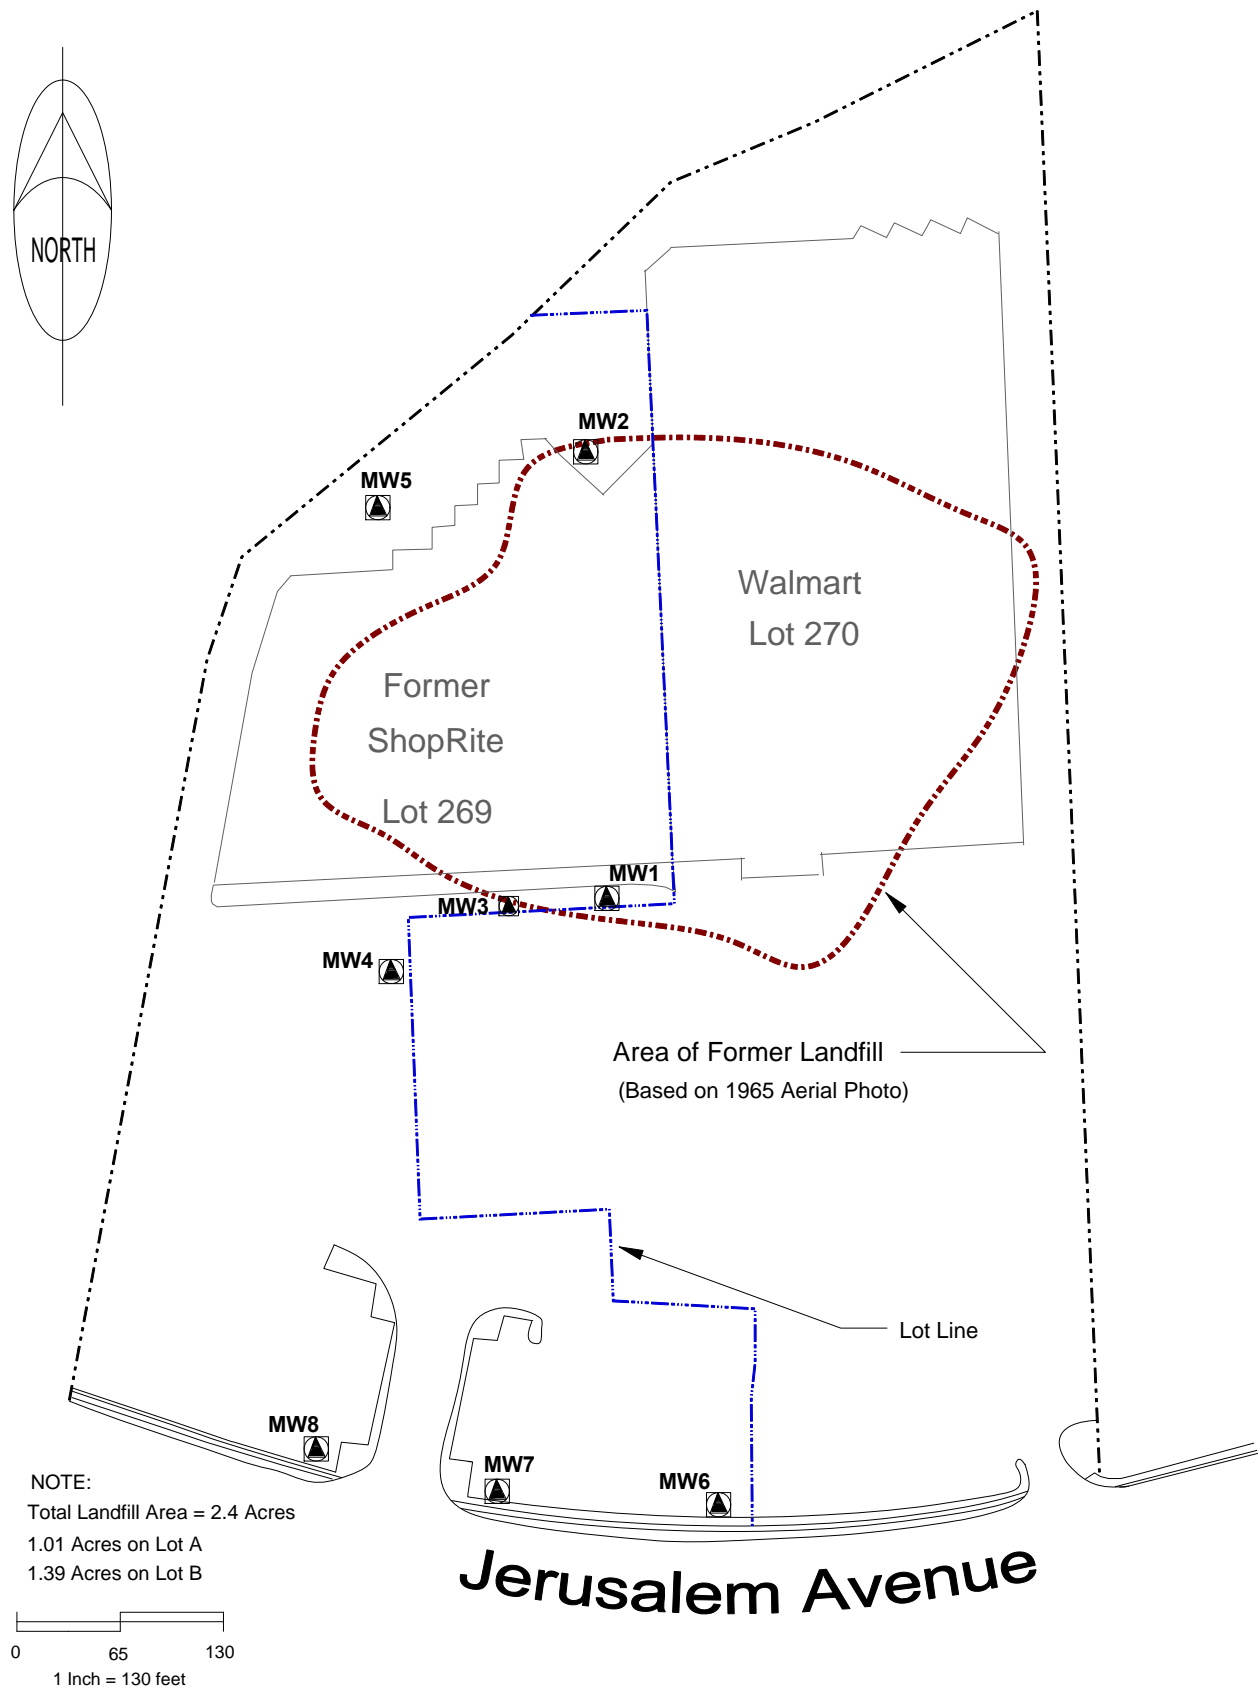 NORTH
MW2
MW5
Walmart
Lot 270
Former
ShopRite
Lot 269
MW1
MW3
MW4
Area of Former Landfill
(Based on 1965 Aerial Photo)
Lot Line
MW8
MW7
MW6
NOTE:
Total Landfill Area = 2.4 Acres
1.01 Acres on Lot A
1.39 Acres on Lot B
Jerusalem Avenue
0 65 130
1 Inch = 130 feet